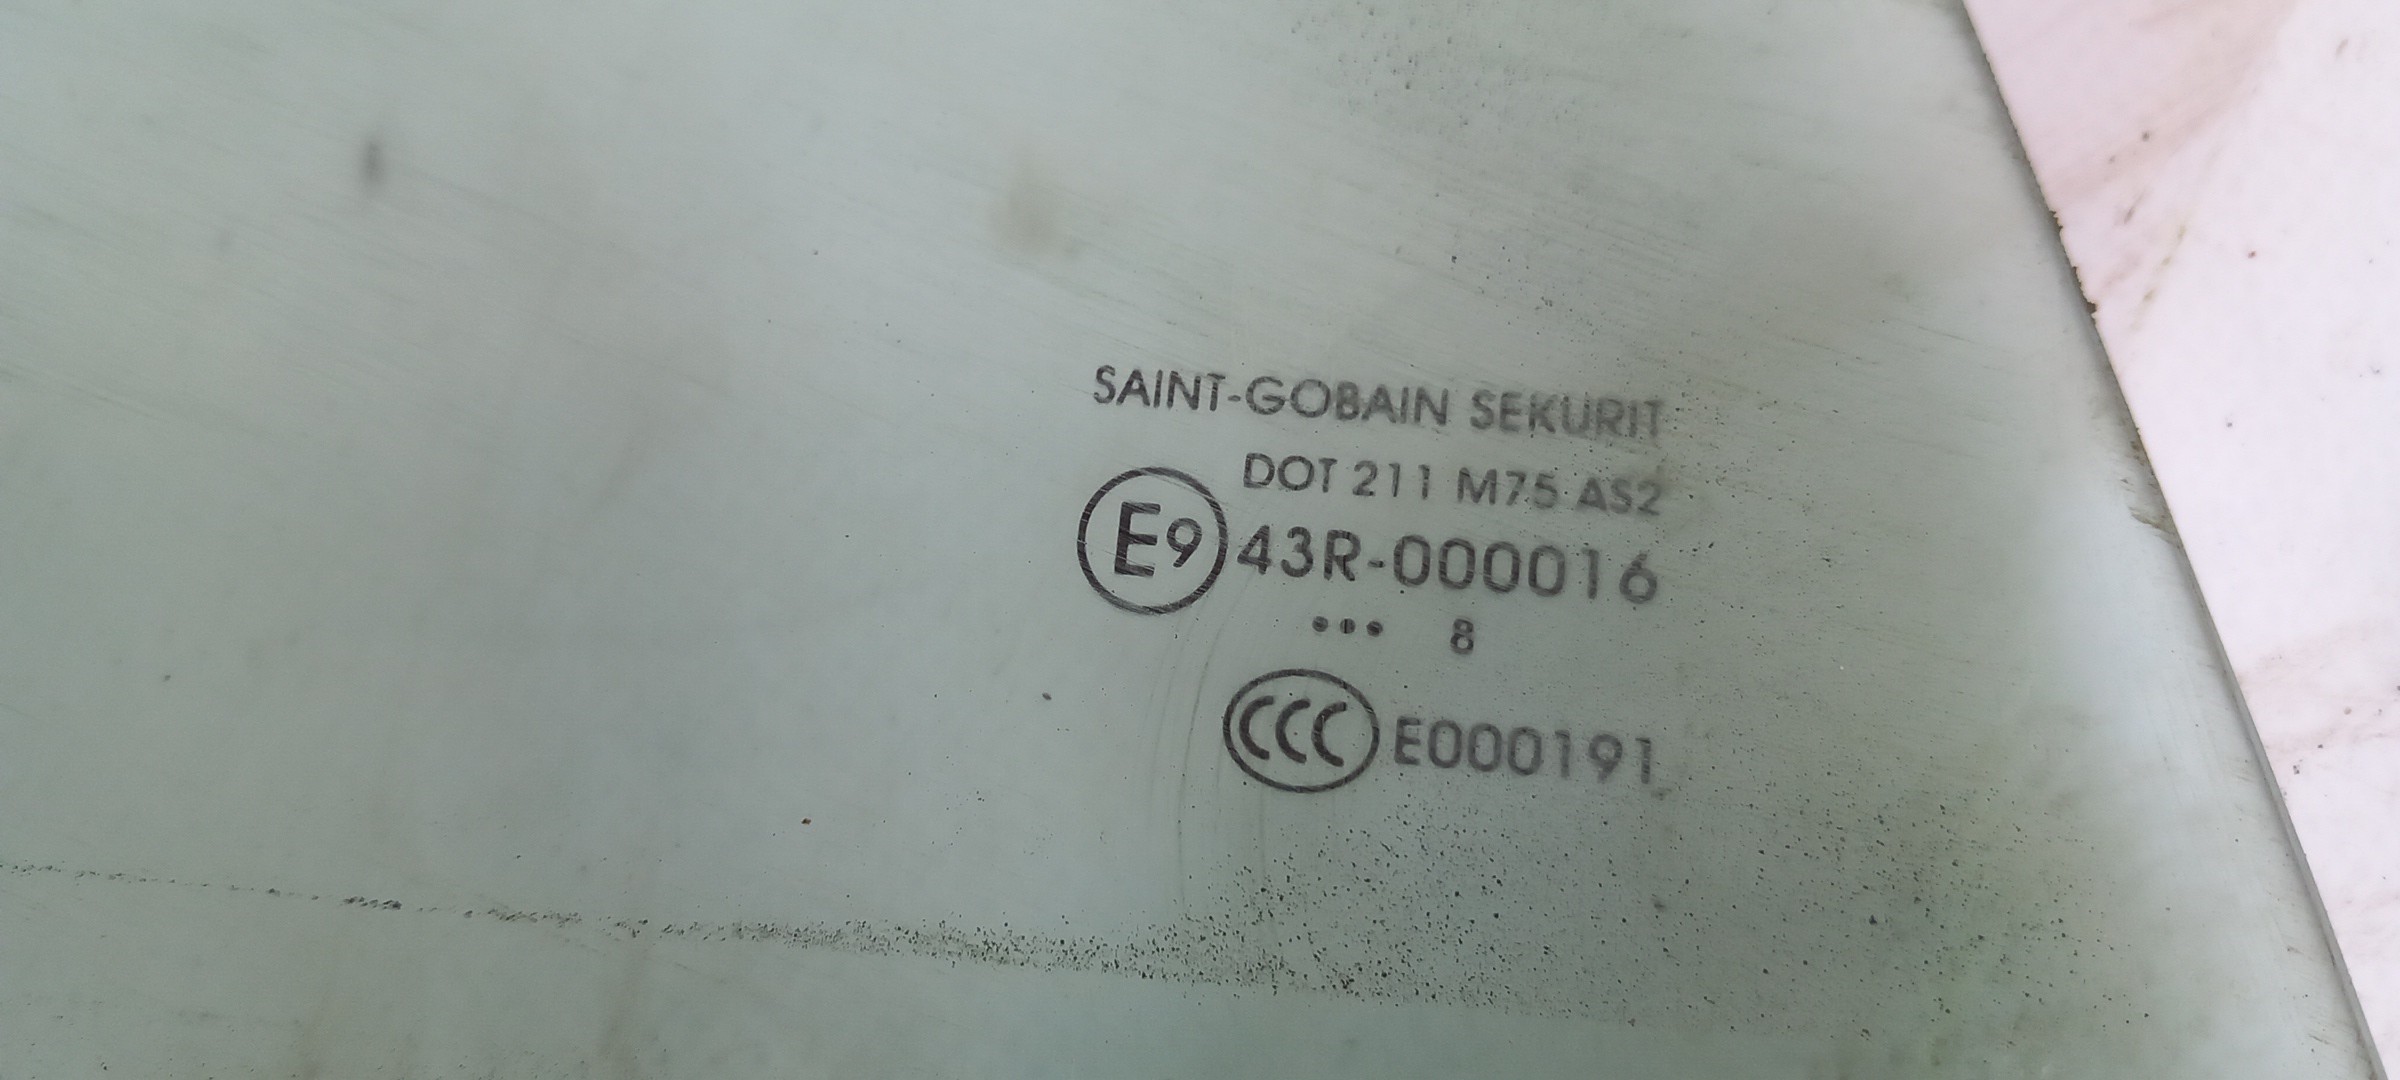 SAINT-GOBAIN SEKURIT
DOT 211 M75 AS2
E9 43R-000016
••• 8
CCC E000191